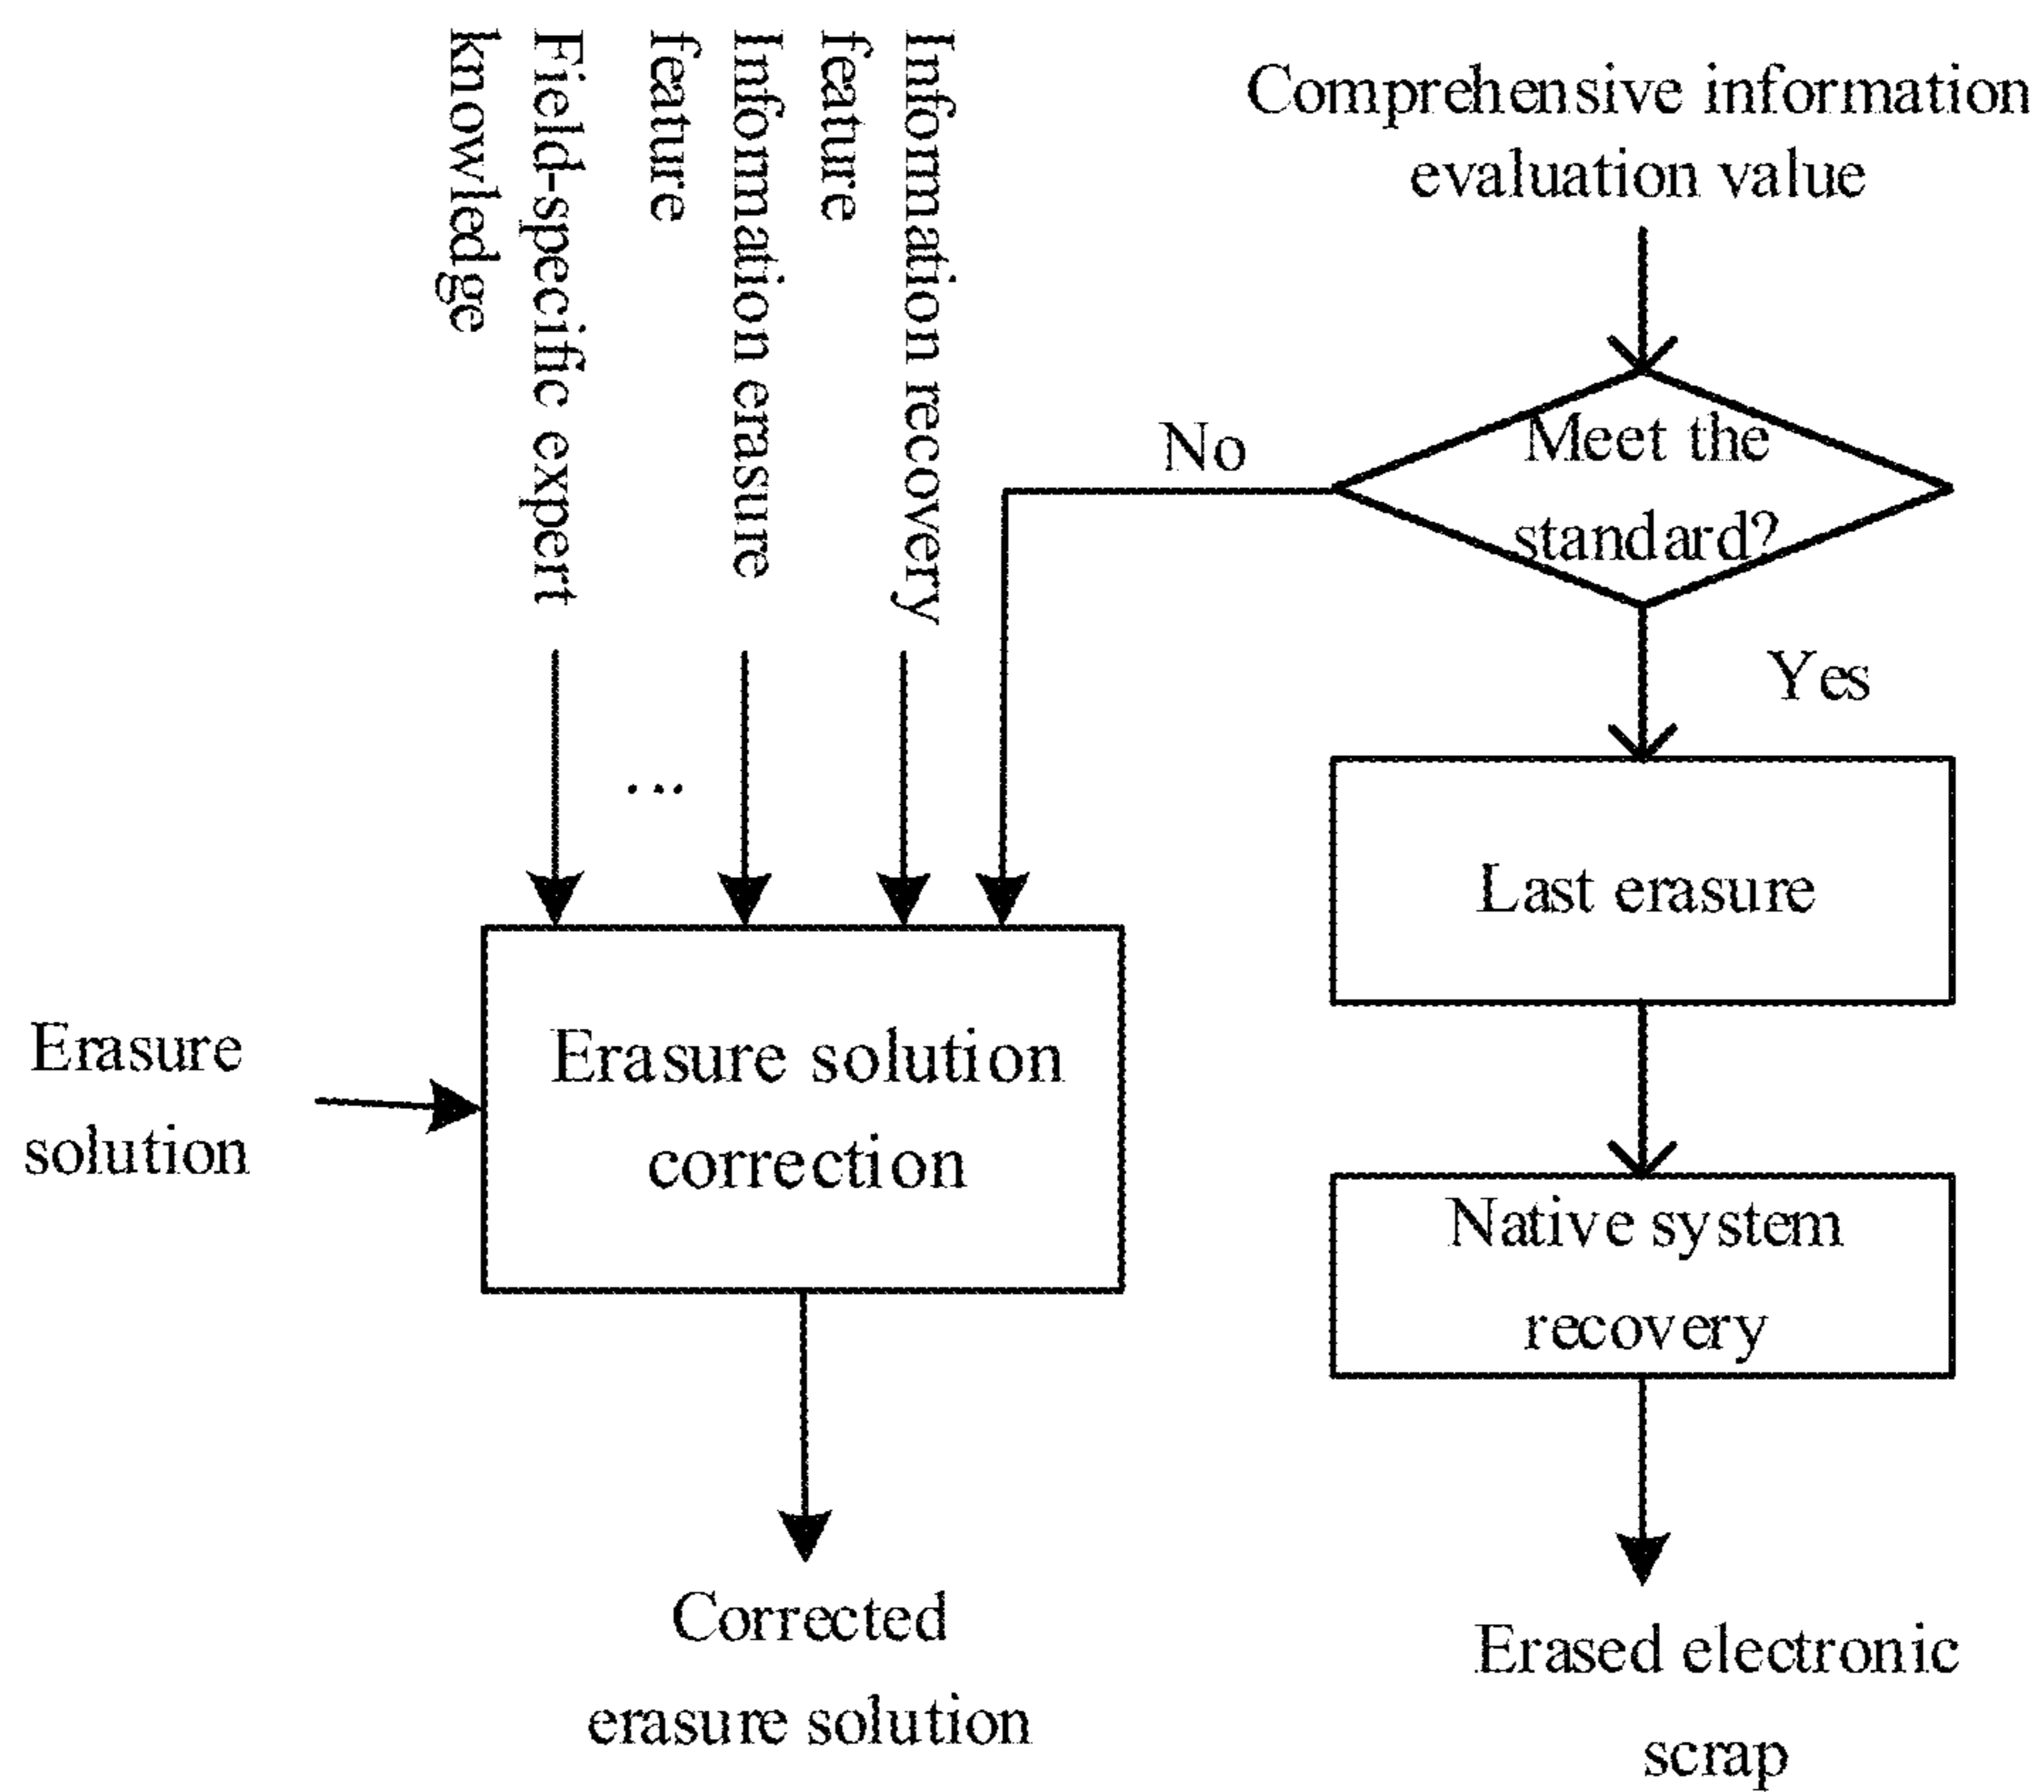 Field-specific expert
knowledge
Information erasure
feature
Information recovery
feature
Comprehensive information
evaluation value
Meet the
standard?
No
Yes
...
Last erasure
Erasure
solution
Erasure solution
correction
Native system
recovery
Corrected
erasure solution
Erased electronic
scrap